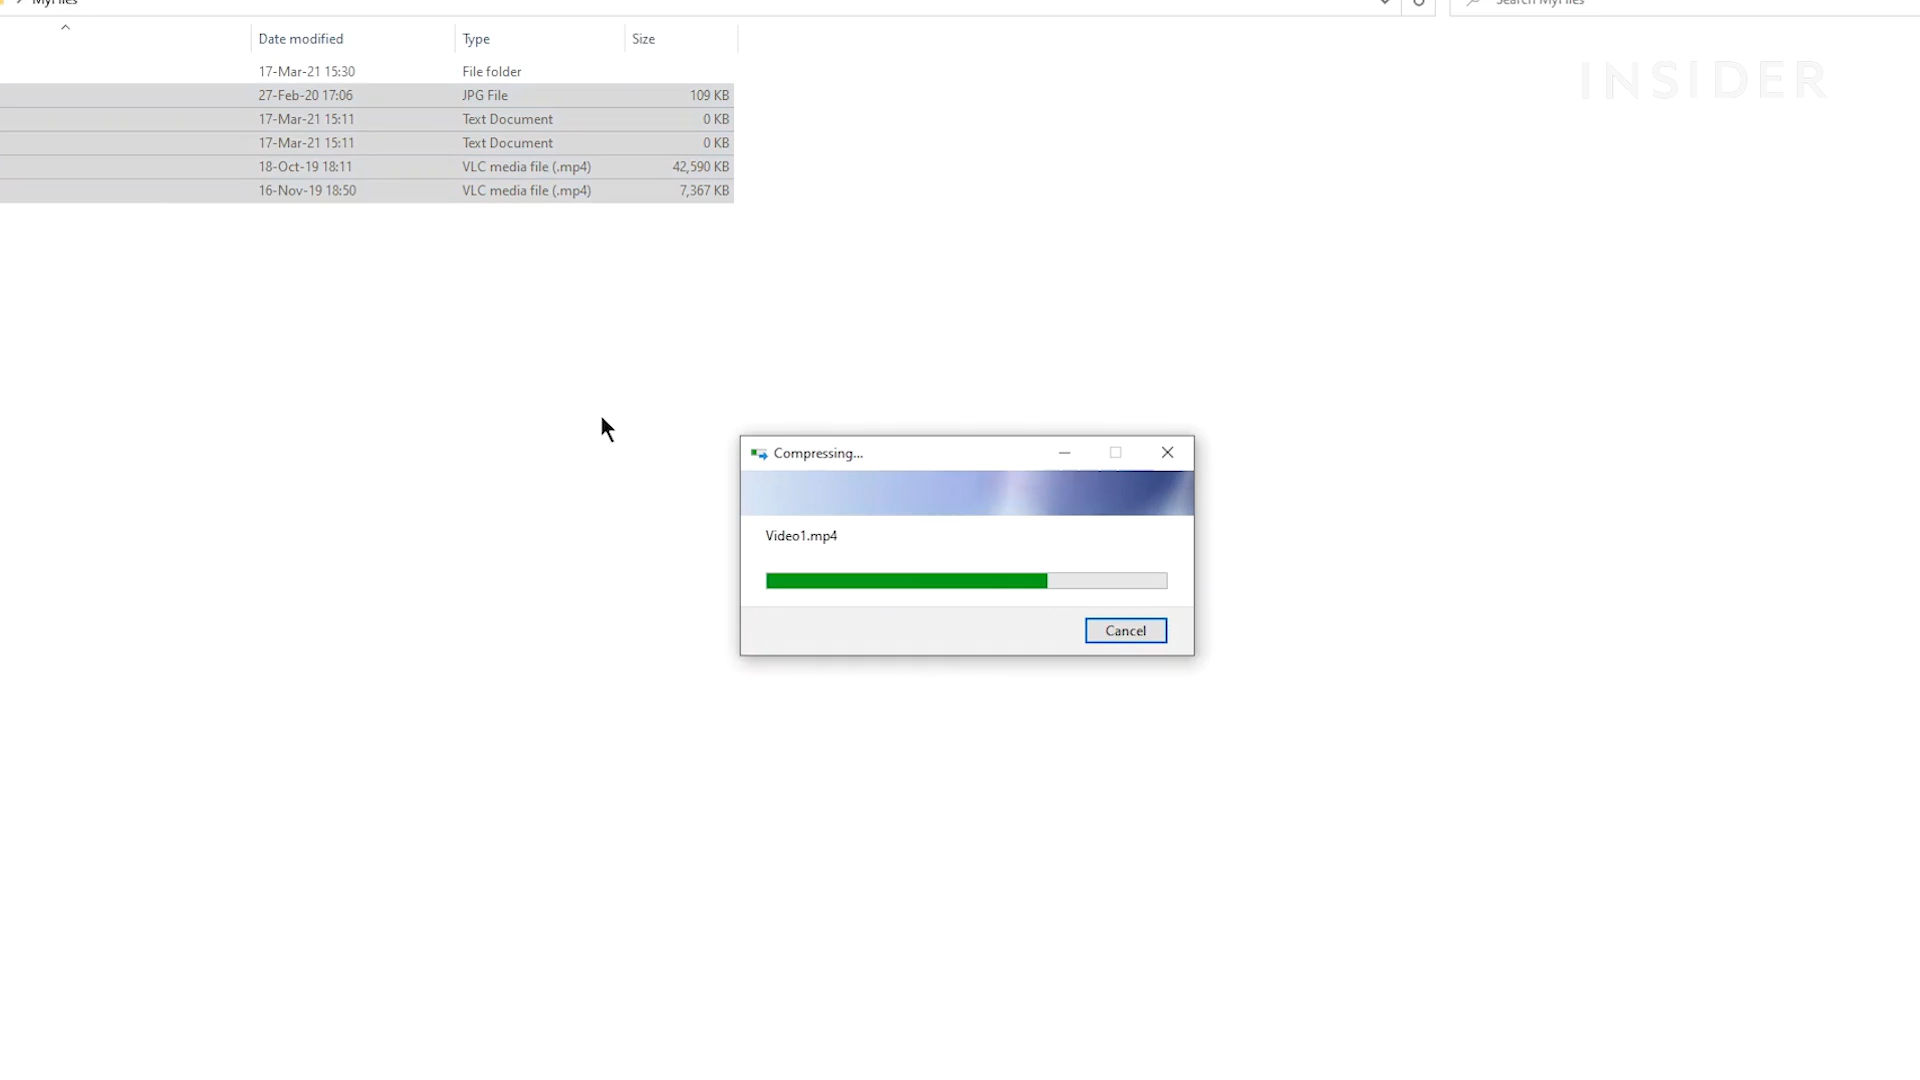 MyFiles
Search MyFiles
Date modified Type Size
17-Mar-21 15:30 File folder
27-Feb-20 17:06 JPG File 109 KB
17-Mar-21 15:11 Text Document 0 KB
17-Mar-21 15:11 Text Document 0 KB
18-Oct-19 18:11 VLC media file (.mp4) 42,590 KB
16-Nov-19 18:50 VLC media file (.mp4) 7,367 KB
INSIDER
Compressing...
Video1.mp4
Cancel